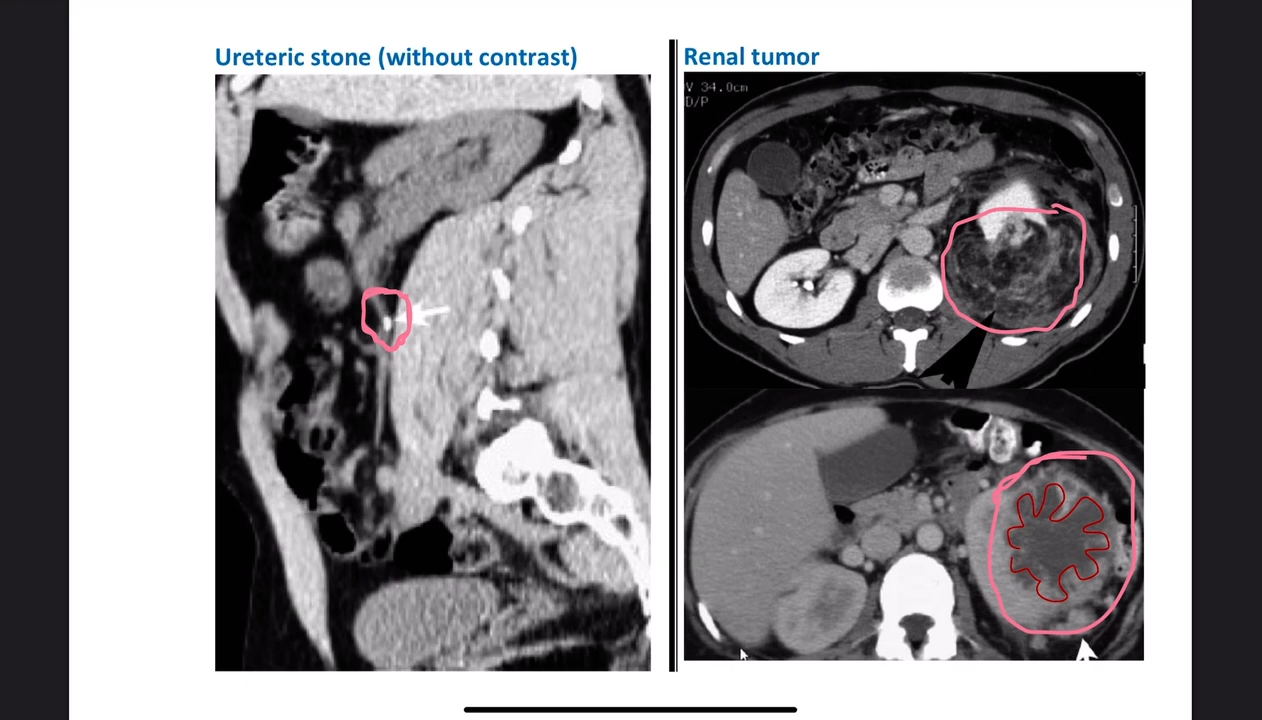 Ureteric stone (without contrast)
Renal tumor
V 34.0cm
D/P